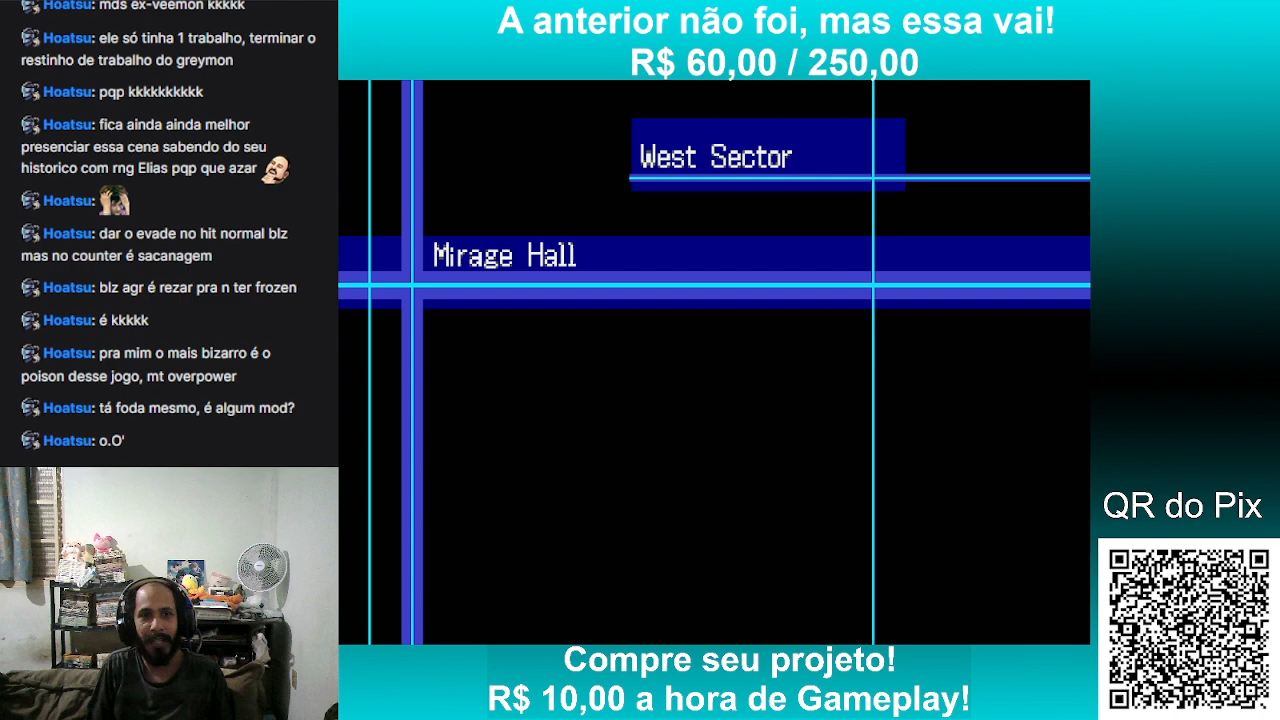 Hoatsu: mds ex-veemon kkkkk
Hoatsu: ele só tinha 1 trabalho, terminar o
restinho de trabalho do greymon
Hoatsu: pqp kkkkkkkkkk
Hoatsu: fica ainda ainda melhor
presenciar essa cena sabendo do seu
historico com rng Elias pqp que azar
Hoatsu:
Hoatsu: dar o evade no hit normal blz
mas no counter é sacanagem
Hoatsu: blz agr é rezar pra n ter frozen
Hoatsu: é kkkkk
Hoatsu: pra mim o mais bizarro é o
poison desse jogo, mt overpower
Hoatsu: tá foda mesmo, é algum mod?
Hoatsu: o.O'
A anterior não foi, mas essa vai!
R$ 60,00 / 250,00
West Sector
Mirage Hall
QR do Pix
Compre seu projeto!
R$ 10,00 a hora de Gameplay!